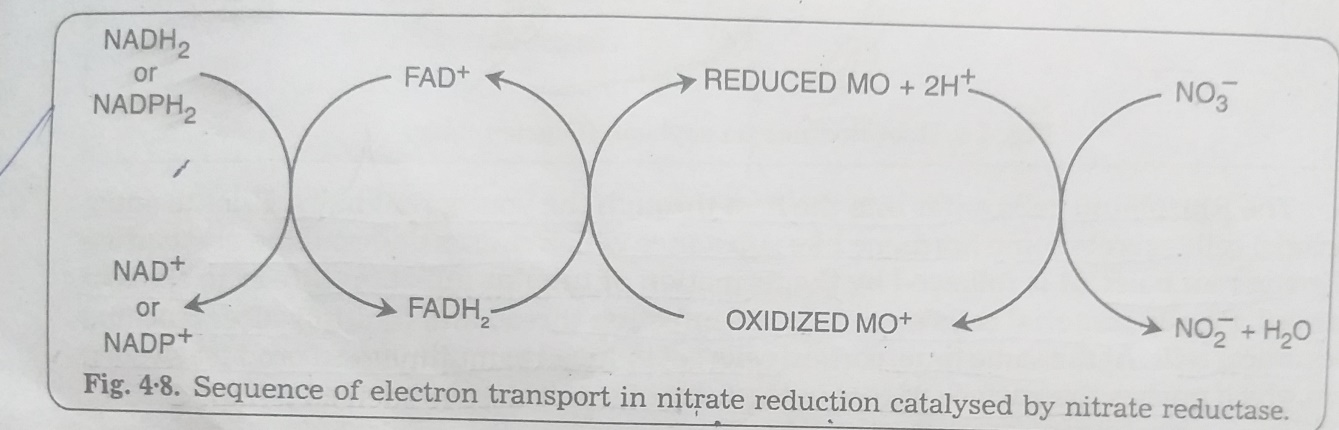 NADH₂
or
NADPH₂
FAD⁺
REDUCED MO + 2H⁺
NO₃⁻
NAD⁺
or
NADP⁺
FADH₂
OXIDIZED MO⁺
NO₂⁻ + H₂O
Fig. 4·8. Sequence of electron transport in nitrate reduction catalysed by nitrate reductase.